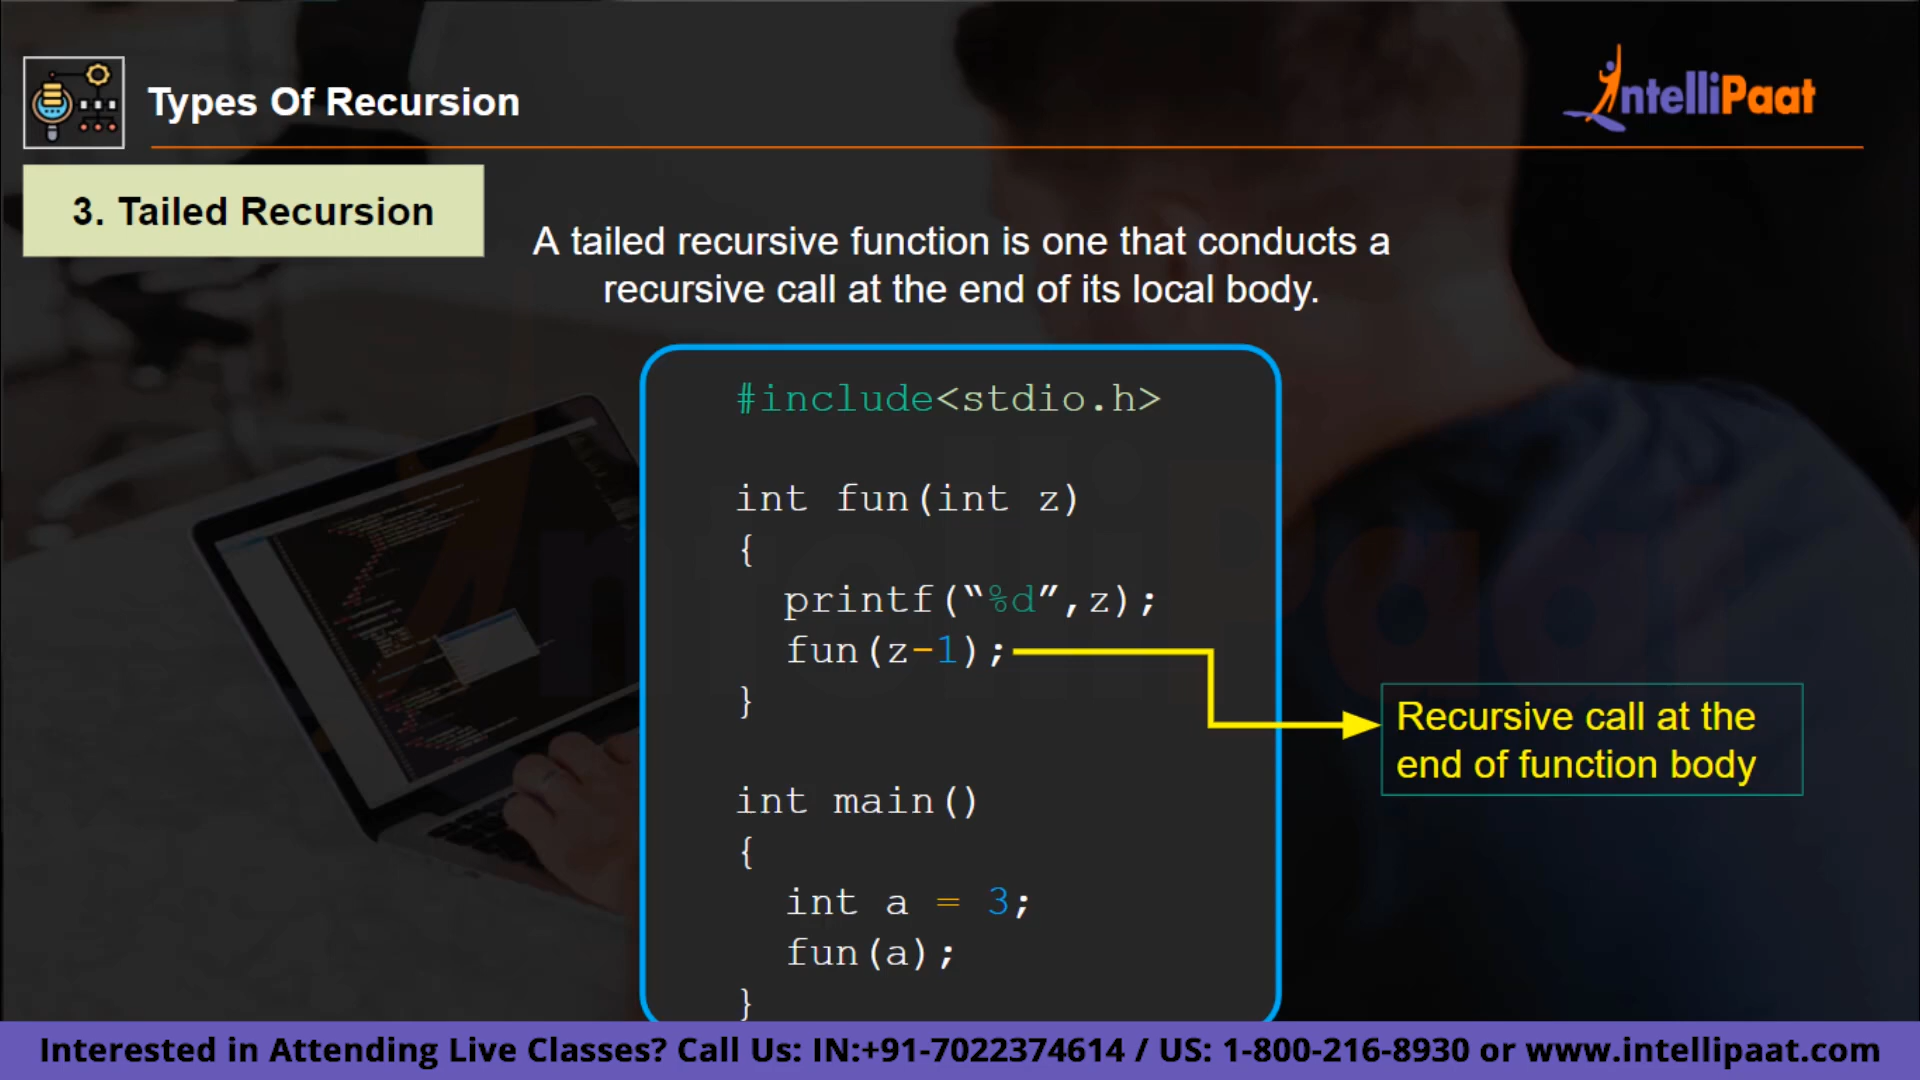 Types Of Recursion
IntelliPaat
3. Tailed Recursion
A tailed recursive function is one that conducts a
recursive call at the end of its local body.
#include<stdio.h>
int fun(int z)
{
printf(“%d”,z);
fun(z-1);
}
Recursive call at the
end of function body
int main()
{
int a = 3;
fun(a);
}
Interested in Attending Live Classes? Call Us: IN:+91-7022374614 / US: 1-800-216-8930 or www.intellipaat.com